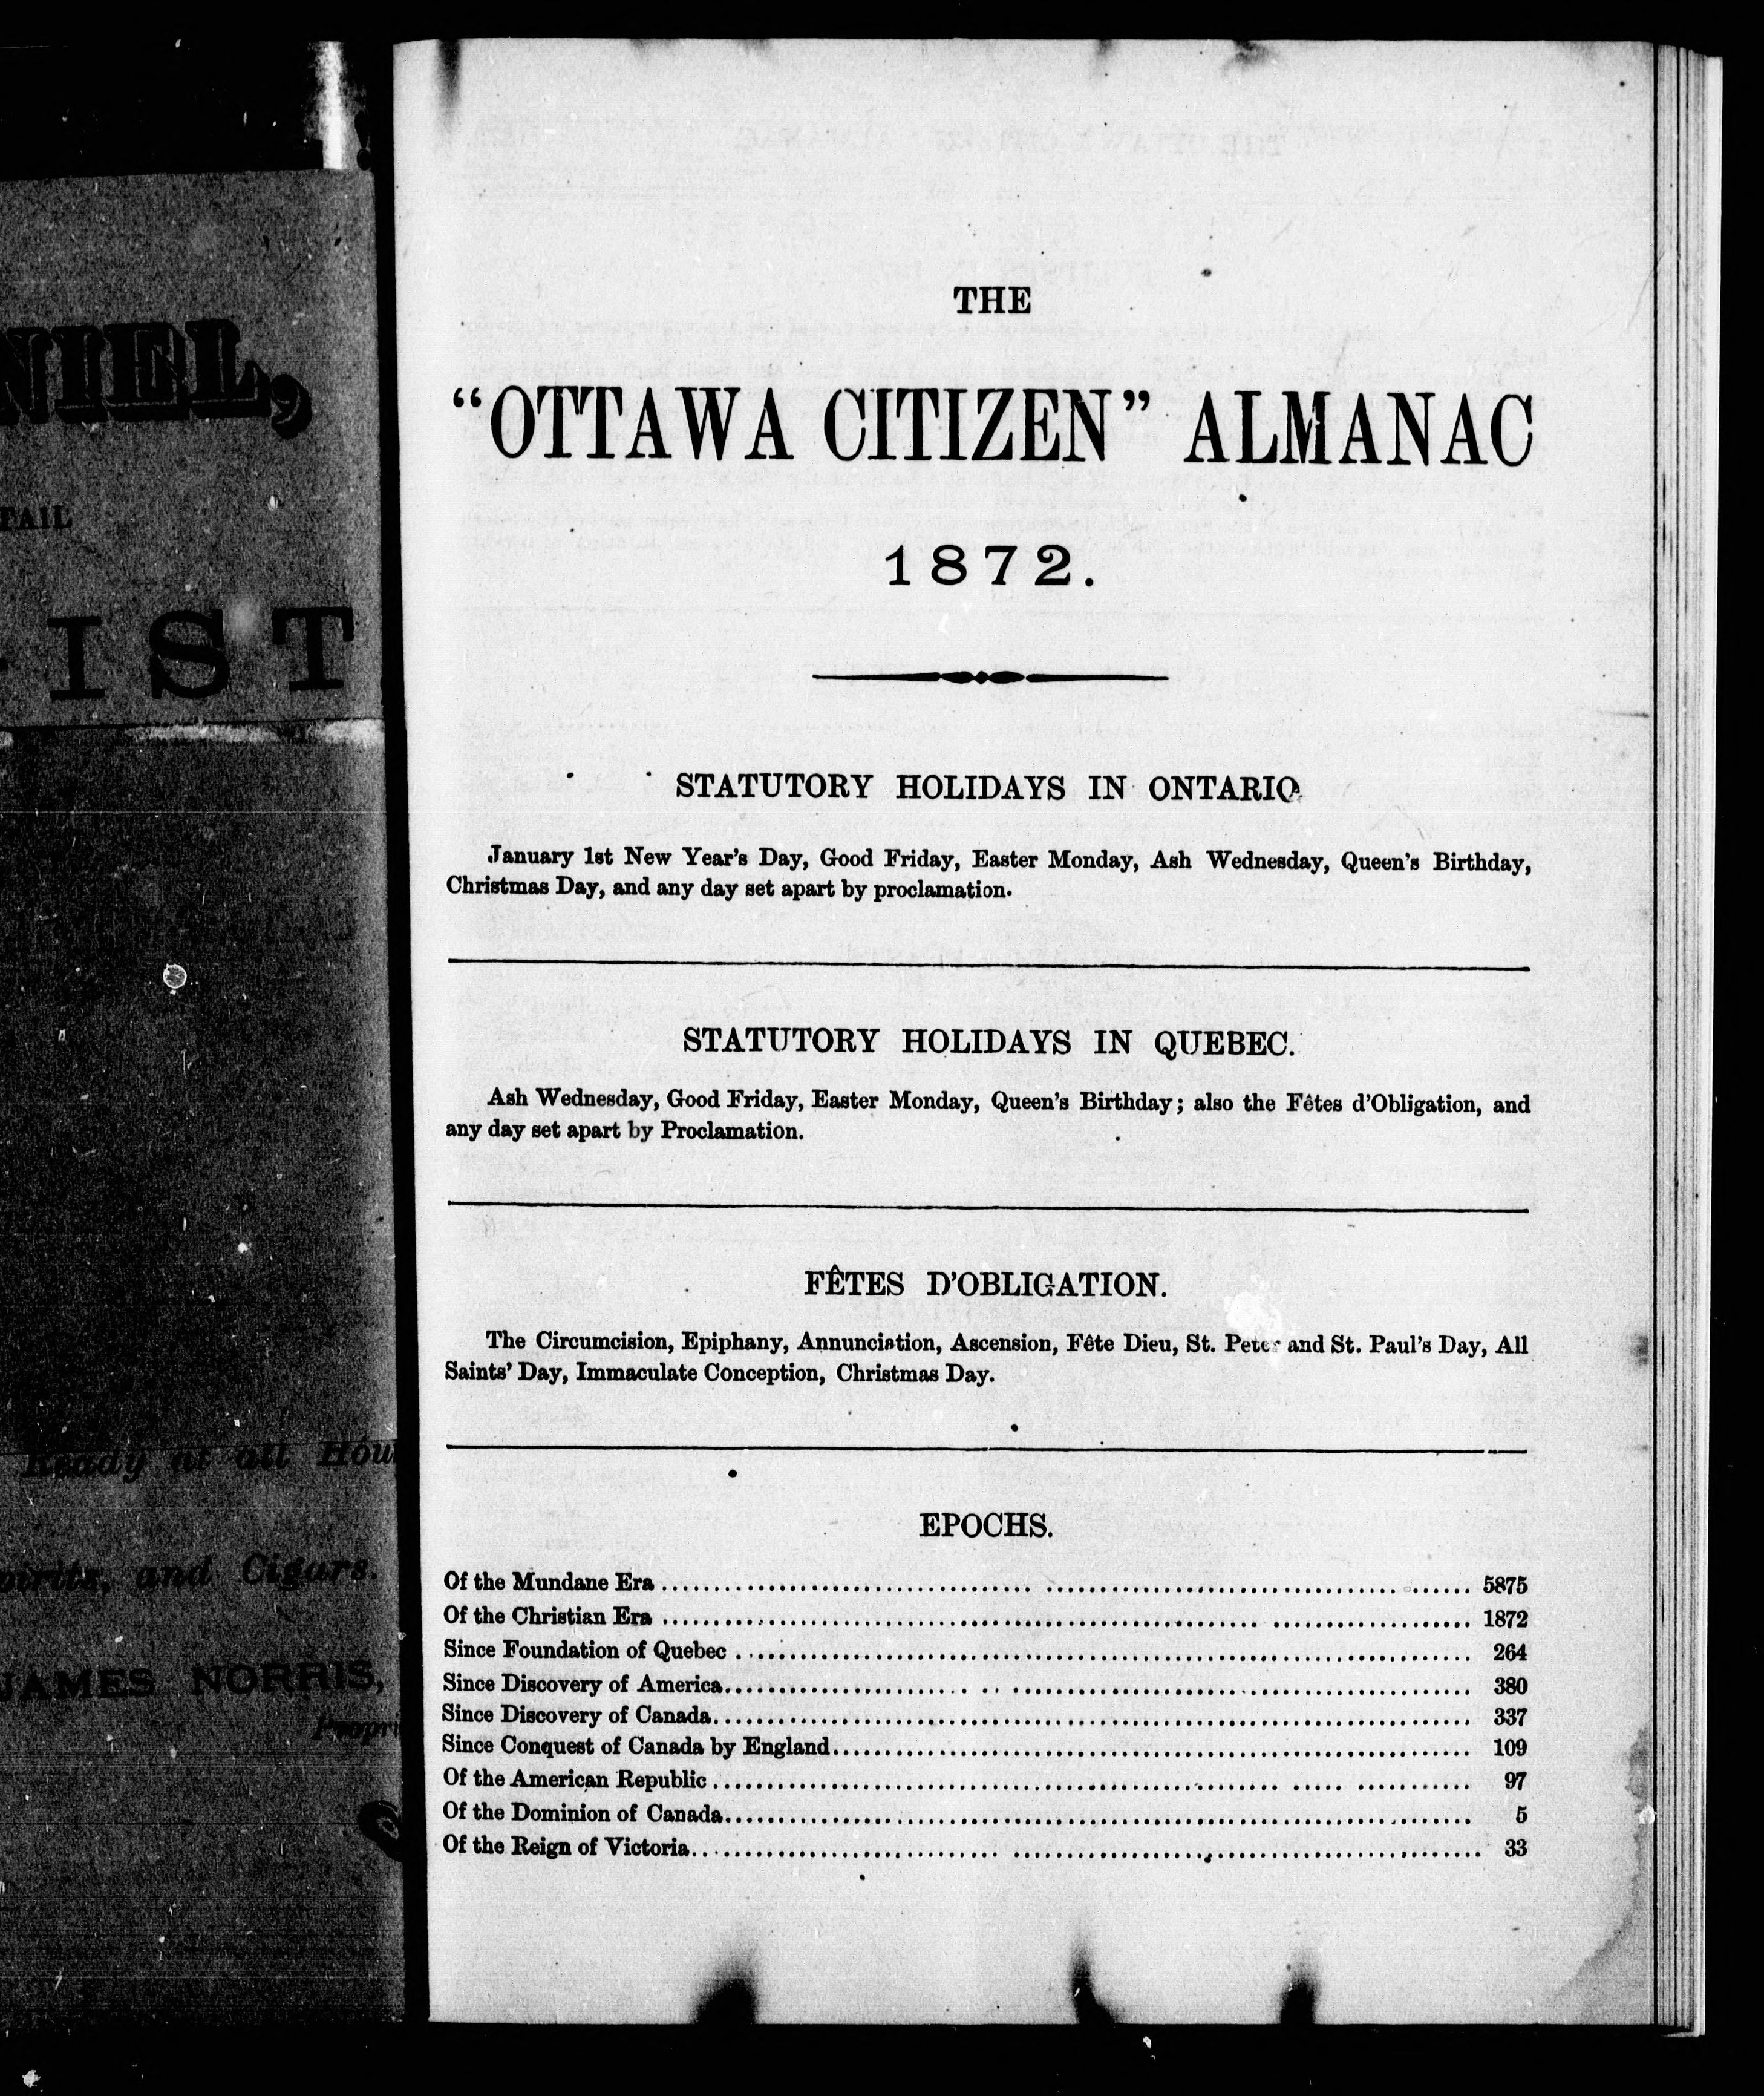 NIEL,
TAIL
IST
Ready at all Hou
and Cigars.
JAMES NORRIS,
Propri
THE
“OTTAWA CITIZEN” ALMANAC
1872.
STATUTORY HOLIDAYS IN ONTARIO
January 1st New Year's Day, Good Friday, Easter Monday, Ash Wednesday, Queen's Birthday,
Christmas Day, and any day set apart by proclamation.
STATUTORY HOLIDAYS IN QUEBEC.
Ash Wednesday, Good Friday, Easter Monday, Queen's Birthday; also the Fêtes d'Obligation, and
any day set apart by Proclamation.
FÊTES D'OBLIGATION.
The Circumcision, Epiphany, Annunciation, Ascension, Fête Dieu, St. Peter and St. Paul's Day, All
Saints' Day, Immaculate Conception, Christmas Day.
EPOCHS.
Of the Mundane Era 5875
Of the Christian Era 1872
Since Foundation of Quebec 264
Since Discovery of America 380
Since Discovery of Canada 337
Since Conquest of Canada by England 109
Of the American Republic 97
Of the Dominion of Canada 5
Of the Reign of Victoria 33